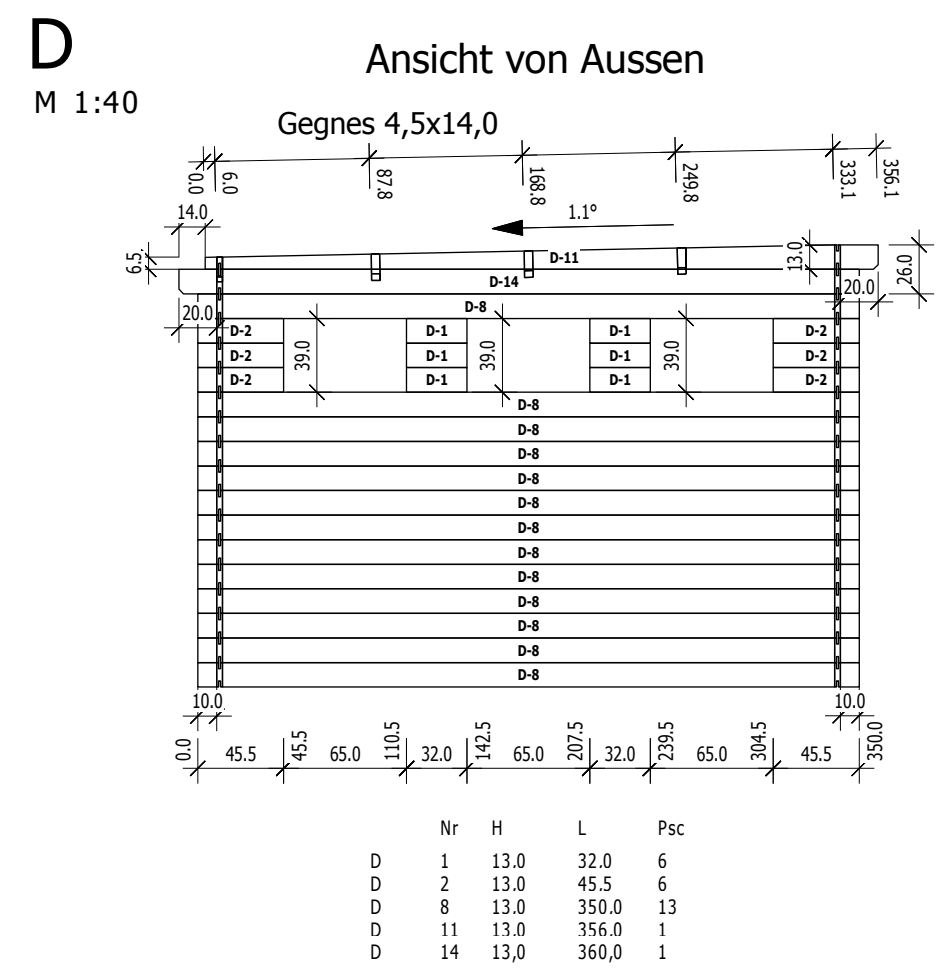 D
Ansicht von Aussen
M 1:40
Gegnes 4,5x14,0
0.0 6.0 87.8 168.8 249.8 333.1 356.1
14.0
1.1°
6.5
13.0
26.0
D-11
D-14
20.0
20.0
D-8
D-2 D-1 D-1 D-2
D-2 39.0 D-1 39.0 D-1 39.0 D-2
D-2 D-1 D-1 D-2
D-8
D-8
D-8
D-8
D-8
D-8
D-8
D-8
D-8
D-8
D-8
D-8
10.0 10.0
0.0 45.5 45.5 65.0 110.5 32.0 142.5 65.0 207.5 32.0 239.5 65.0 304.5 45.5 350.0
Nr H L Psc
D 1 13.0 32.0 6
D 2 13.0 45.5 6
D 8 13.0 350.0 13
D 11 13.0 356.0 1
D 14 13,0 360,0 1